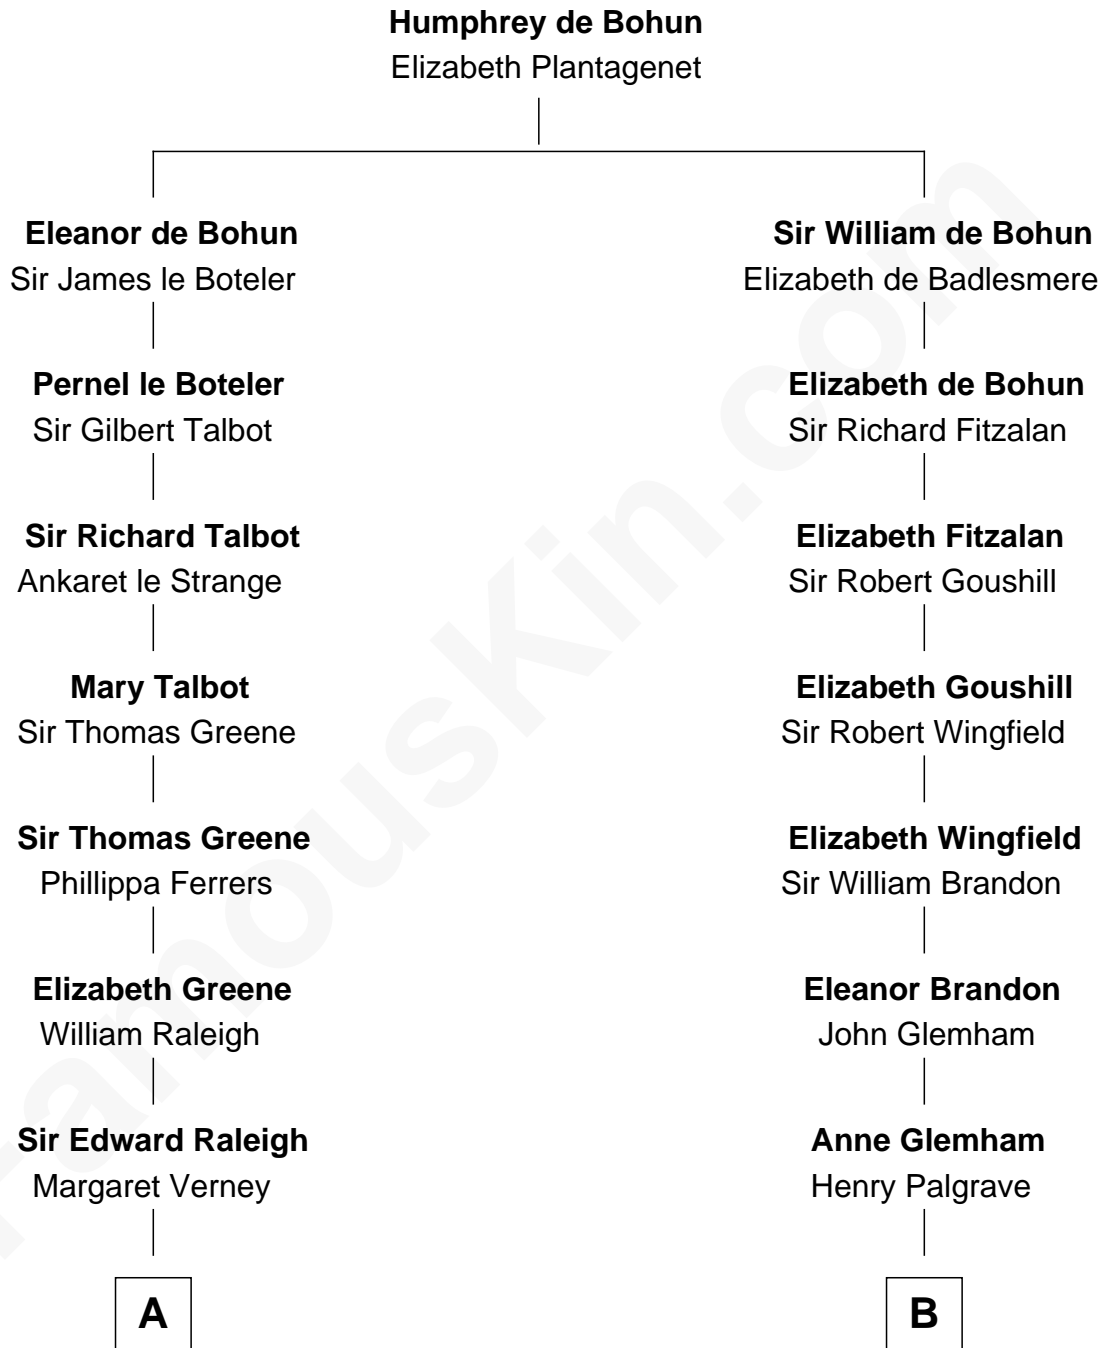 Humphrey de Bohun
Elizabeth Plantagenet
Eleanor de Bohun
Sir James le Boteler
Sir William de Bohun
Elizabeth de Badlesmere
Pernel le Boteler
Sir Gilbert Talbot
Elizabeth de Bohun
Sir Richard Fitzalan
Sir Richard Talbot
Ankaret le Strange
Elizabeth Fitzalan
Sir Robert Goushill
Mary Talbot
Sir Thomas Greene
Elizabeth Goushill
Sir Robert Wingfield
Sir Thomas Greene
Phillippa Ferrers
Elizabeth Wingfield
Sir William Brandon
Elizabeth Greene
William Raleigh
Eleanor Brandon
John Glemham
Sir Edward Raleigh
Margaret Verney
Anne Glemham
Henry Palgrave
A
B
FamousKin.com